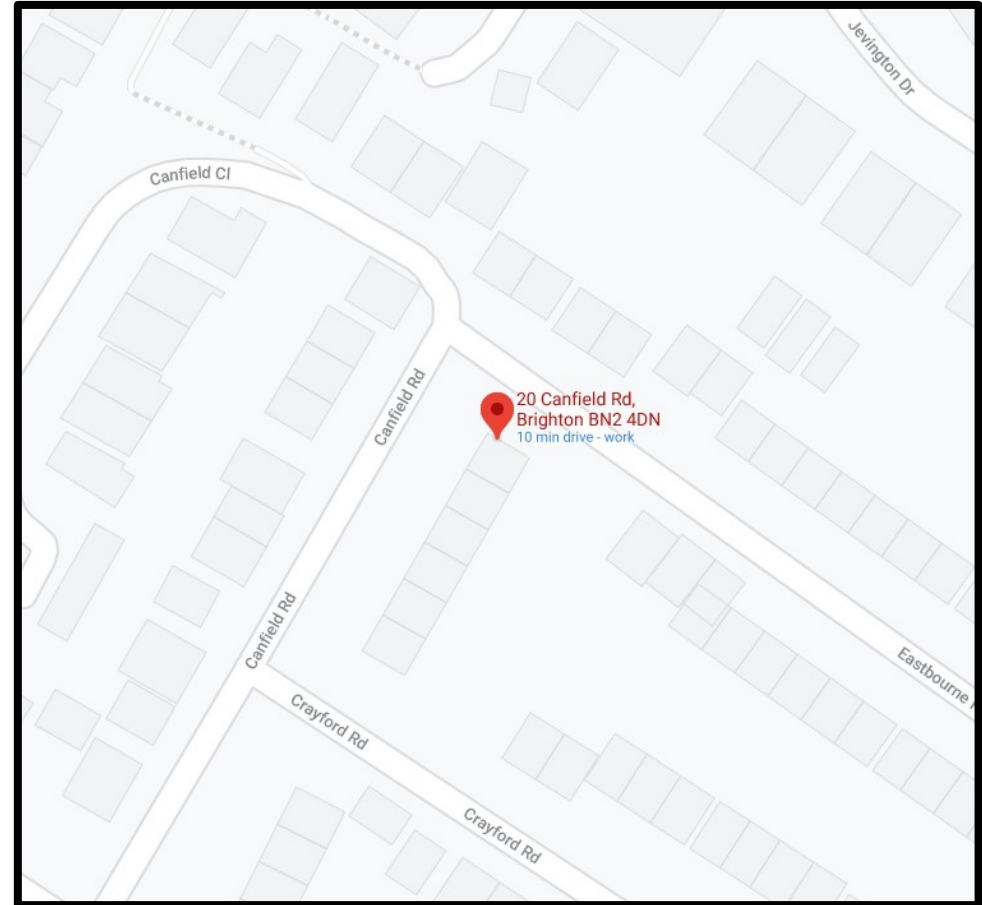 Jevington Dr
Canfield Cl
Canfield Rd
20 Canfield Rd,
Brighton BN2 4DN
10 min drive - work
Canfield Rd
Eastbourne
Crayford Rd
Crayford Rd